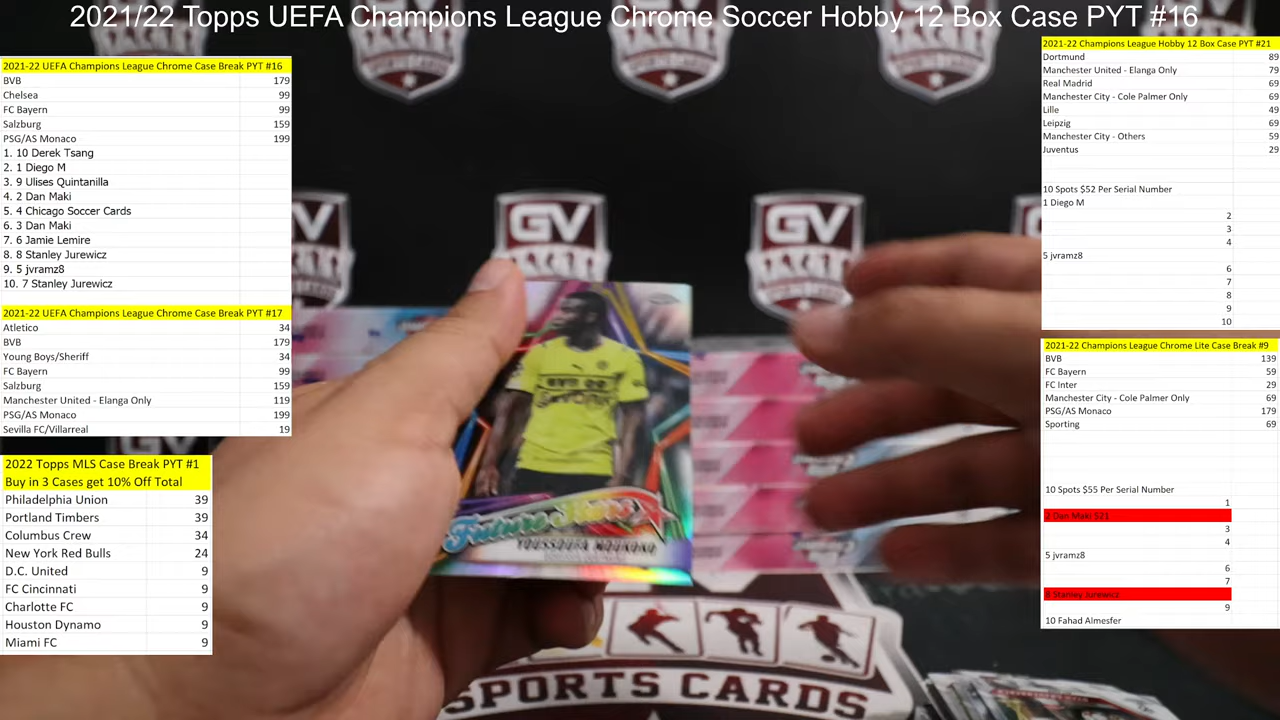 2021/22 Topps UEFA Champions League Chrome Soccer Hobby 12 Box Case PYT #16
2021-22 UEFA Champions League Chrome Case Break PYT #16
BVB 179
Chelsea 99
FC Bayern 99
Salzburg 159
PSG/AS Monaco 199
1. 10 Derek Tsang
2. 1 Diego M
3. 9 Ulises Quintanilla
4. 2 Dan Maki
5. 4 Chicago Soccer Cards
6. 3 Dan Maki
7. 6 Jamie Lemire
8. 8 Stanley Jurewicz
9. 5 jvramz8
10. 7 Stanley Jurewicz
2021-22 UEFA Champions League Chrome Case Break PYT #17
Atletico 34
BVB 179
Young Boys/Sheriff 34
FC Bayern 99
Salzburg 159
Manchester United - Elanga Only 119
PSG/AS Monaco 199
Sevilla FC/Villarreal 19
2022 Topps MLS Case Break PYT #1
Buy in 3 Cases get 10% Off Total
Philadelphia Union 39
Portland Timbers 39
Columbus Crew 34
New York Red Bulls 24
D.C. United 9
FC Cincinnati 9
Charlotte FC 9
Houston Dynamo 9
Miami FC 9
2021-22 Champions League Hobby 12 Box Case PYT #21
Dortmund 89
Manchester United - Elanga Only 79
Real Madrid 69
Manchester City - Cole Palmer Only 69
Lille 49
Leipzig 69
Manchester City - Others 59
Juventus 29
10 Spots $52 Per Serial Number
1 Diego M
2
3
4
5 jvramz8
6
7
8
9
10
2021-22 Champions League Chrome Lite Case Break #9
BVB 139
FC Bayern 59
FC Inter 29
Manchester City - Cole Palmer Only 69
PSG/AS Monaco 179
Sporting 69
10 Spots $55 Per Serial Number
1
2 Dan Maki 521
3
4
5 jvramz8
6
7
8 Stanley Jurewicz
9
10 Fahad Almesfer
GV
GV
GV
BVB 09
Future Stars
SPORTS CARDS